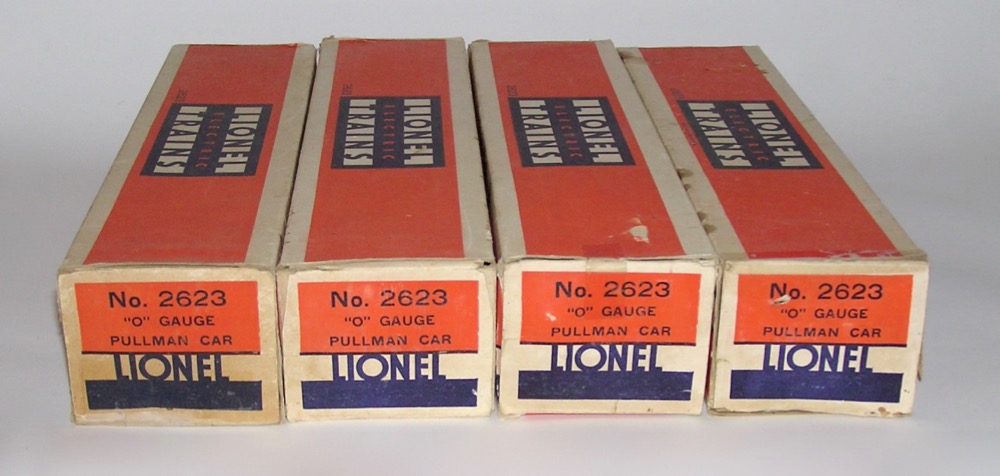 LIONEL
ELECTRIC
TRAINS
LIONEL
ELECTRIC
TRAINS
LIONEL
ELECTRIC
TRAINS
LIONEL
ELECTRIC
TRAINS
No. 2623
"O" GAUGE
PULLMAN CAR
LIONEL
No. 2623
"O" GAUGE
PULLMAN CAR
LIONEL
No. 2623
"O" GAUGE
PULLMAN CAR
LIONEL
No. 2623
"O" GAUGE
PULLMAN CAR
LIONEL